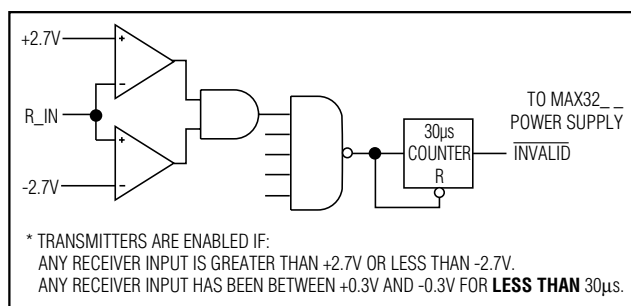 +2.7V
R_IN
-2.7V
30µs
COUNTER
R
TO MAX32_ _
POWER SUPPLY
INVALID
* TRANSMITTERS ARE ENABLED IF:
ANY RECEIVER INPUT IS GREATER THAN +2.7V OR LESS THAN -2.7V.
ANY RECEIVER INPUT HAS BEEN BETWEEN +0.3V AND -0.3V FOR LESS THAN 30µs.